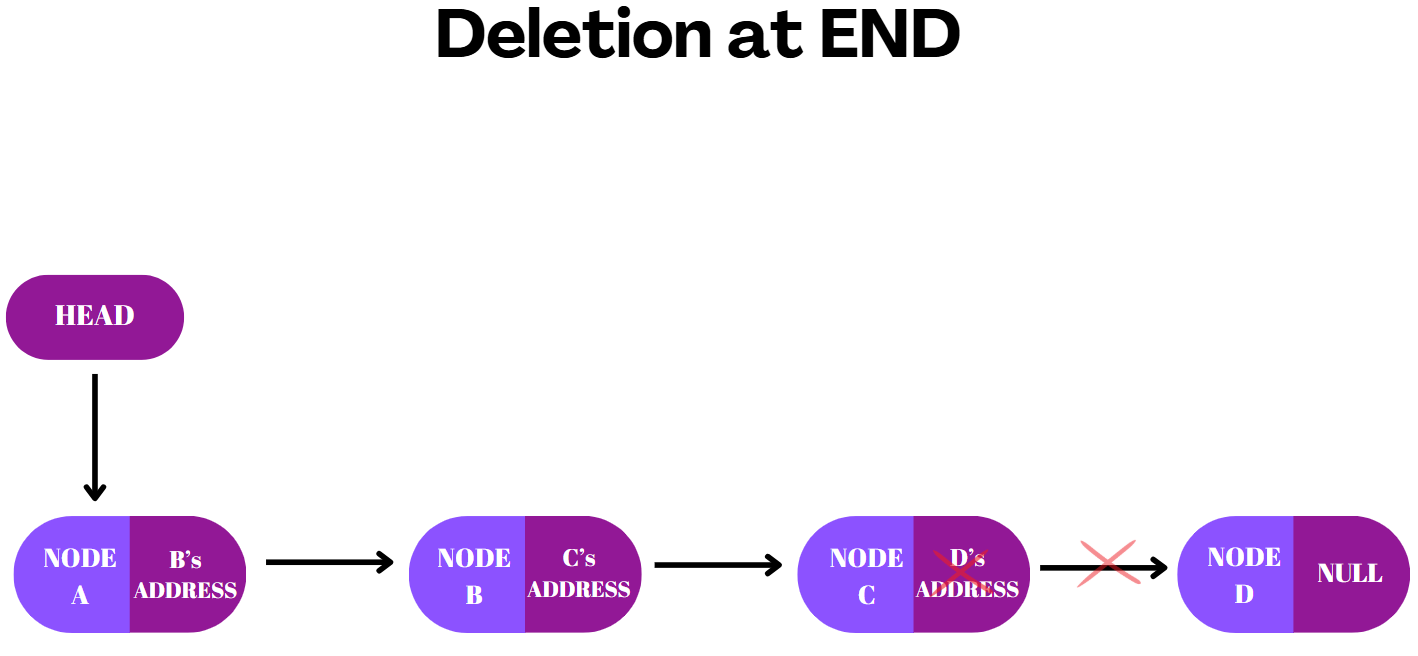 Deletion at END
HEAD
NODE
A
B's
ADDRESS
NODE
B
C's
ADDRESS
NODE
C
D's
ADDRESS
NODE
D
NULL